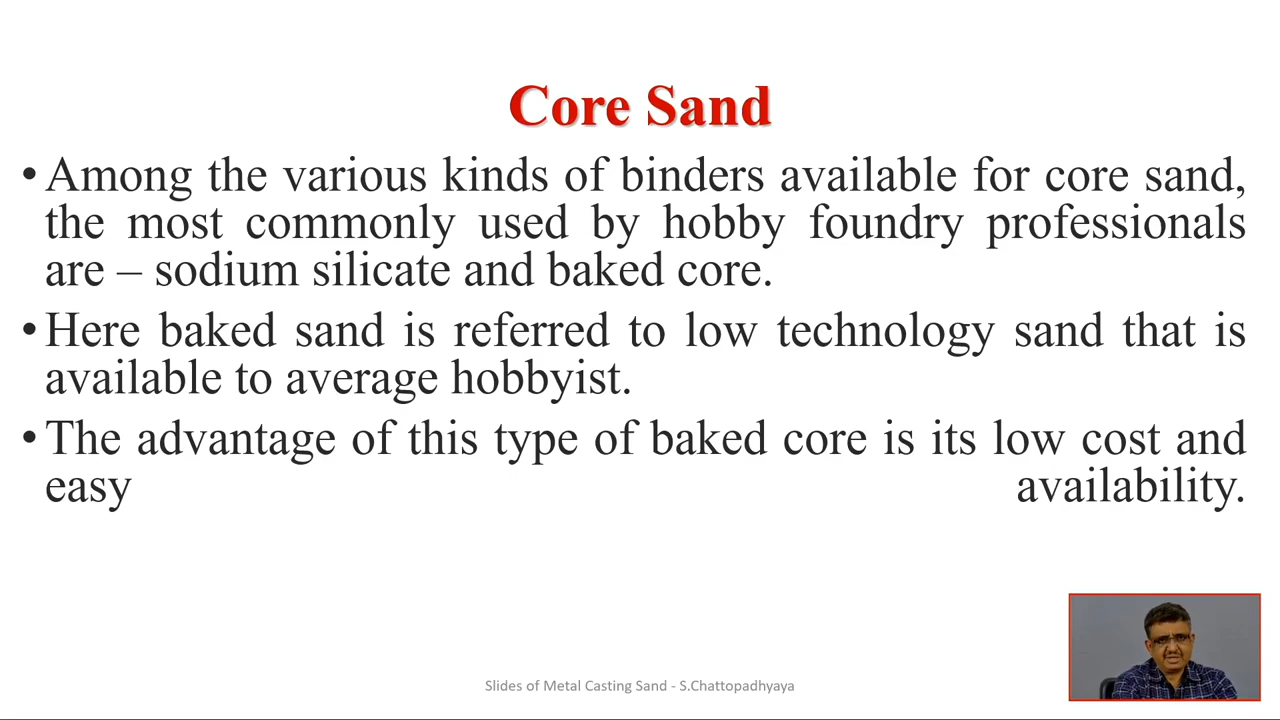 Core Sand
• Among the various kinds of binders available for core sand,
the most commonly used by hobby foundry professionals
are – sodium silicate and baked core.
• Here baked sand is referred to low technology sand that is
available to average hobbyist.
• The advantage of this type of baked core is its low cost and
easy availability.
Slides of Metal Casting Sand - S.Chattopadhyaya